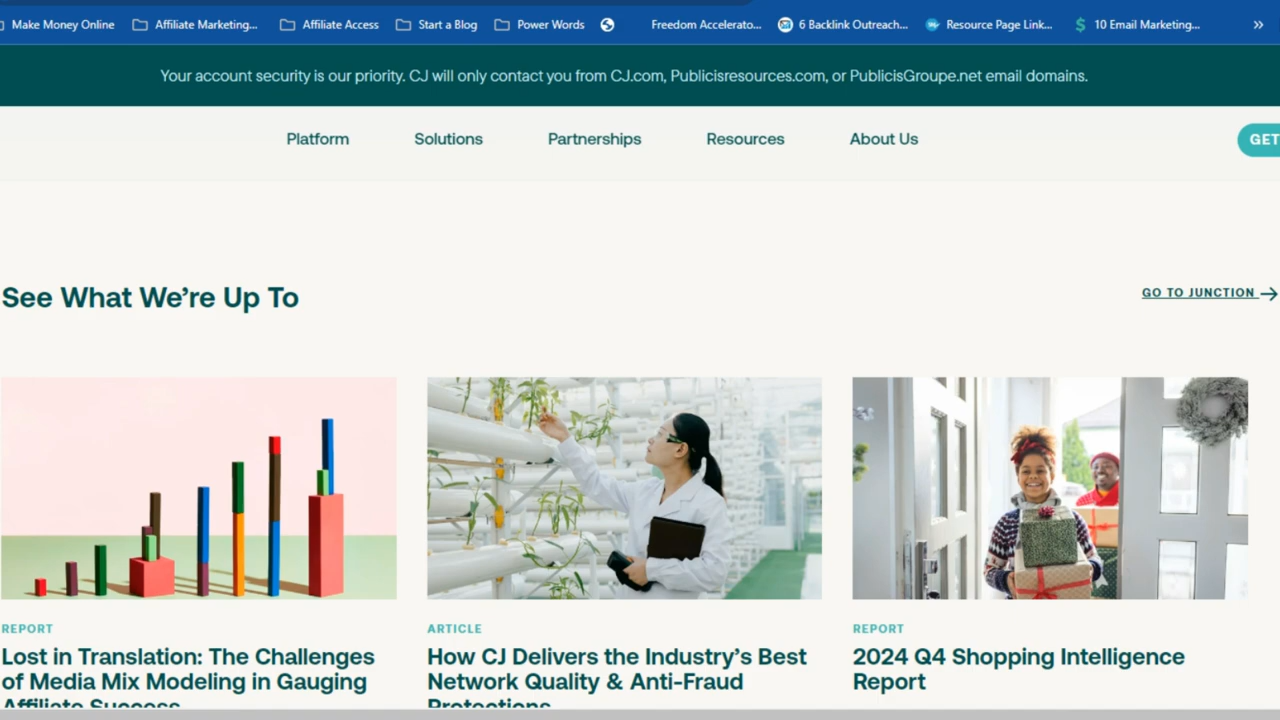 Make Money Online Affiliate Marketing... Affiliate Access Start a Blog Power Words Freedom Accelerato... 6 Backlink Outreach... Resource Page Link... 10 Email Marketing... »
Your account security is our priority. CJ will only contact you from CJ.com, Publicisresources.com, or PublicisGroupe.net email domains.
Platform Solutions Partnerships Resources About Us GET
See What We’re Up To
GO TO JUNCTION
REPORT
Lost in Translation: The Challenges
of Media Mix Modeling in Gauging
Affiliate Success
ARTICLE
How CJ Delivers the Industry’s Best
Network Quality & Anti-Fraud
Protections
REPORT
2024 Q4 Shopping Intelligence
Report